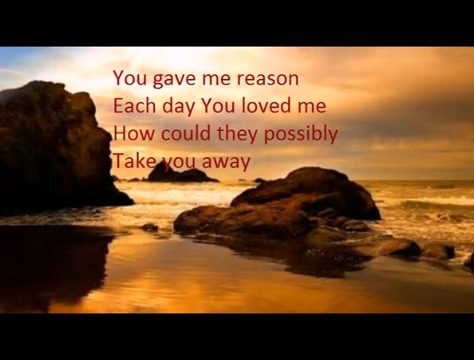 You gave me reason
Each day You loved me
How could they possibly
Take you away